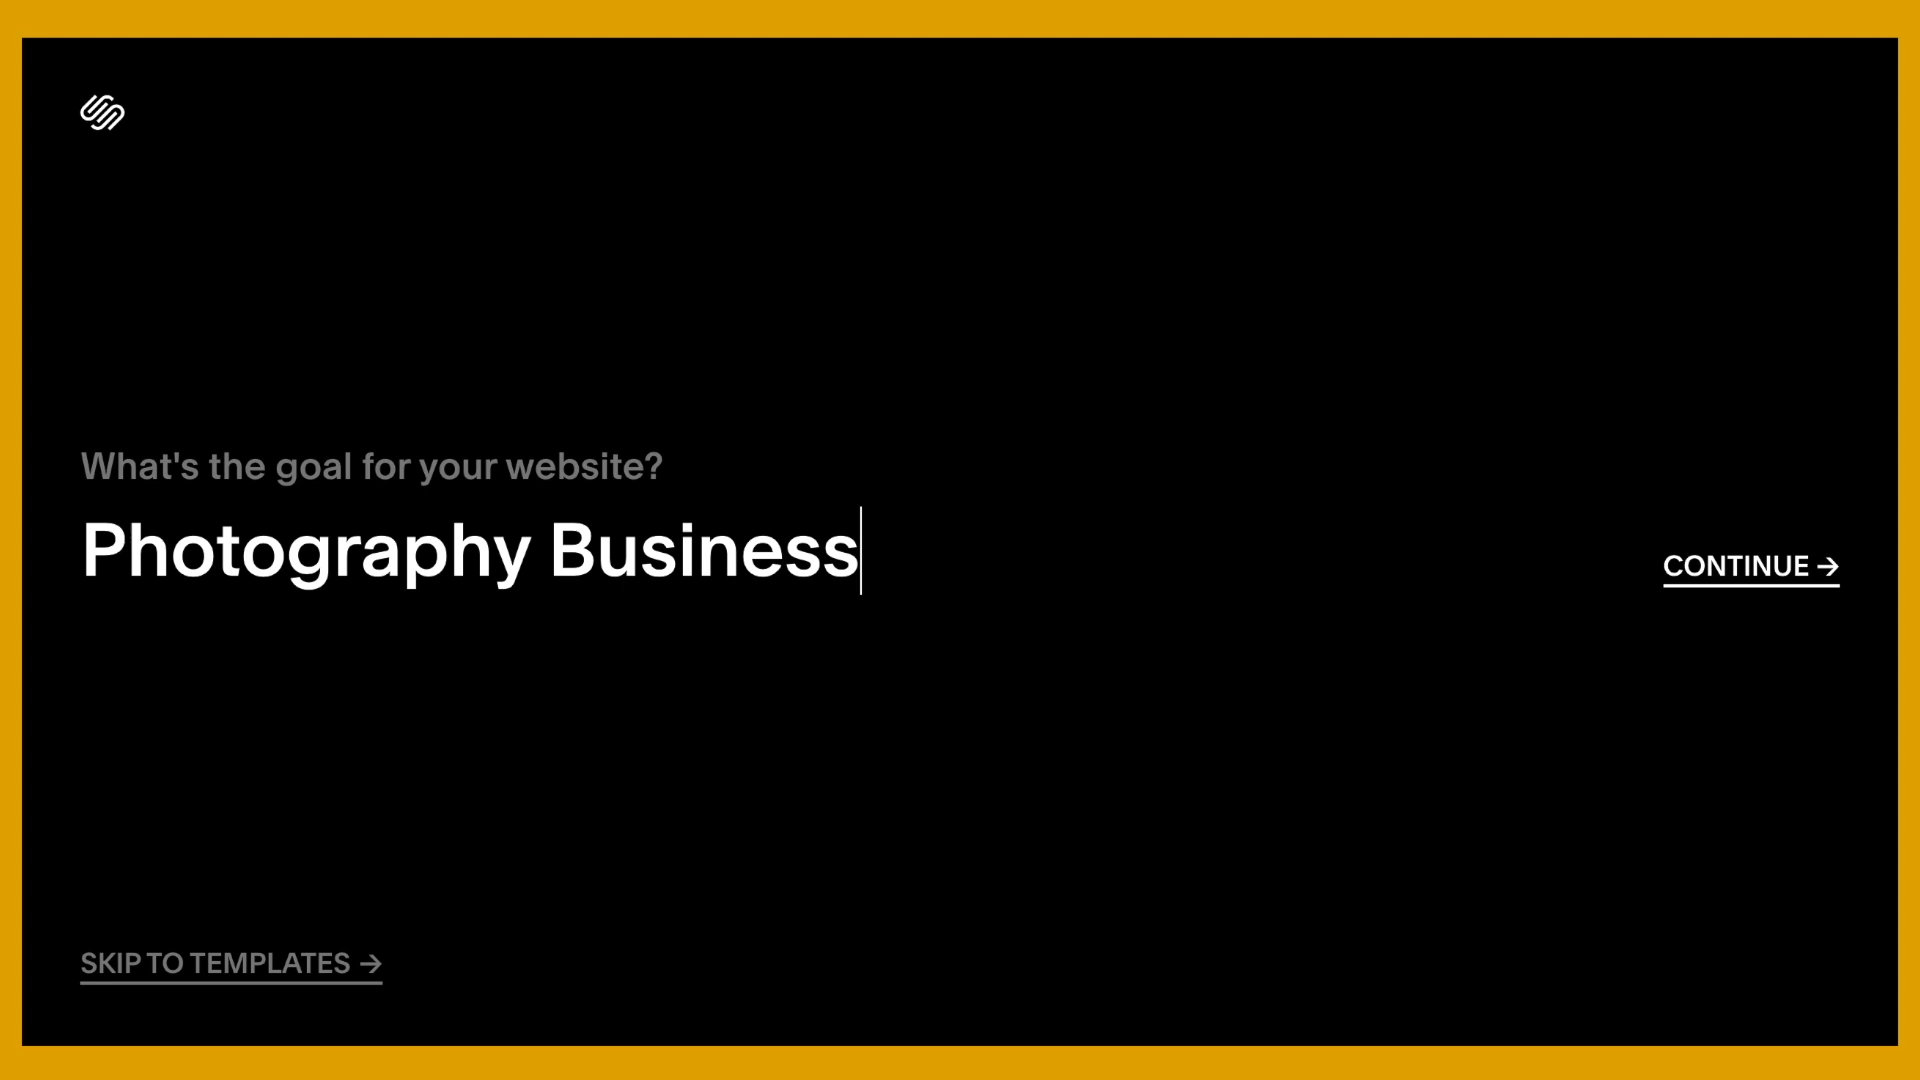 What's the goal for your website?
Photography Business
CONTINUE →
SKIP TO TEMPLATES →